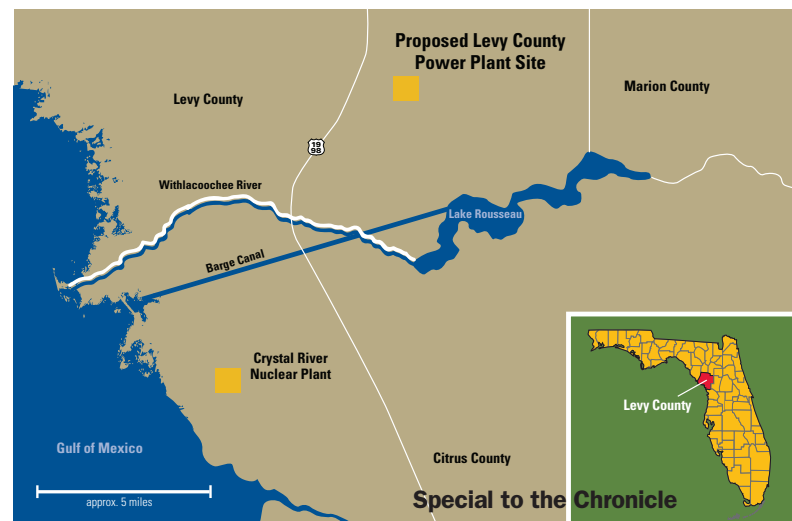 Proposed Levy County
Power Plant Site
Levy County
Marion County
19
98
Withlacoochee River
Lake Rousseau
Barge Canal
Crystal River
Nuclear Plant
Levy County
Gulf of Mexico
Citrus County
approx. 5 miles
Special to the Chronicle